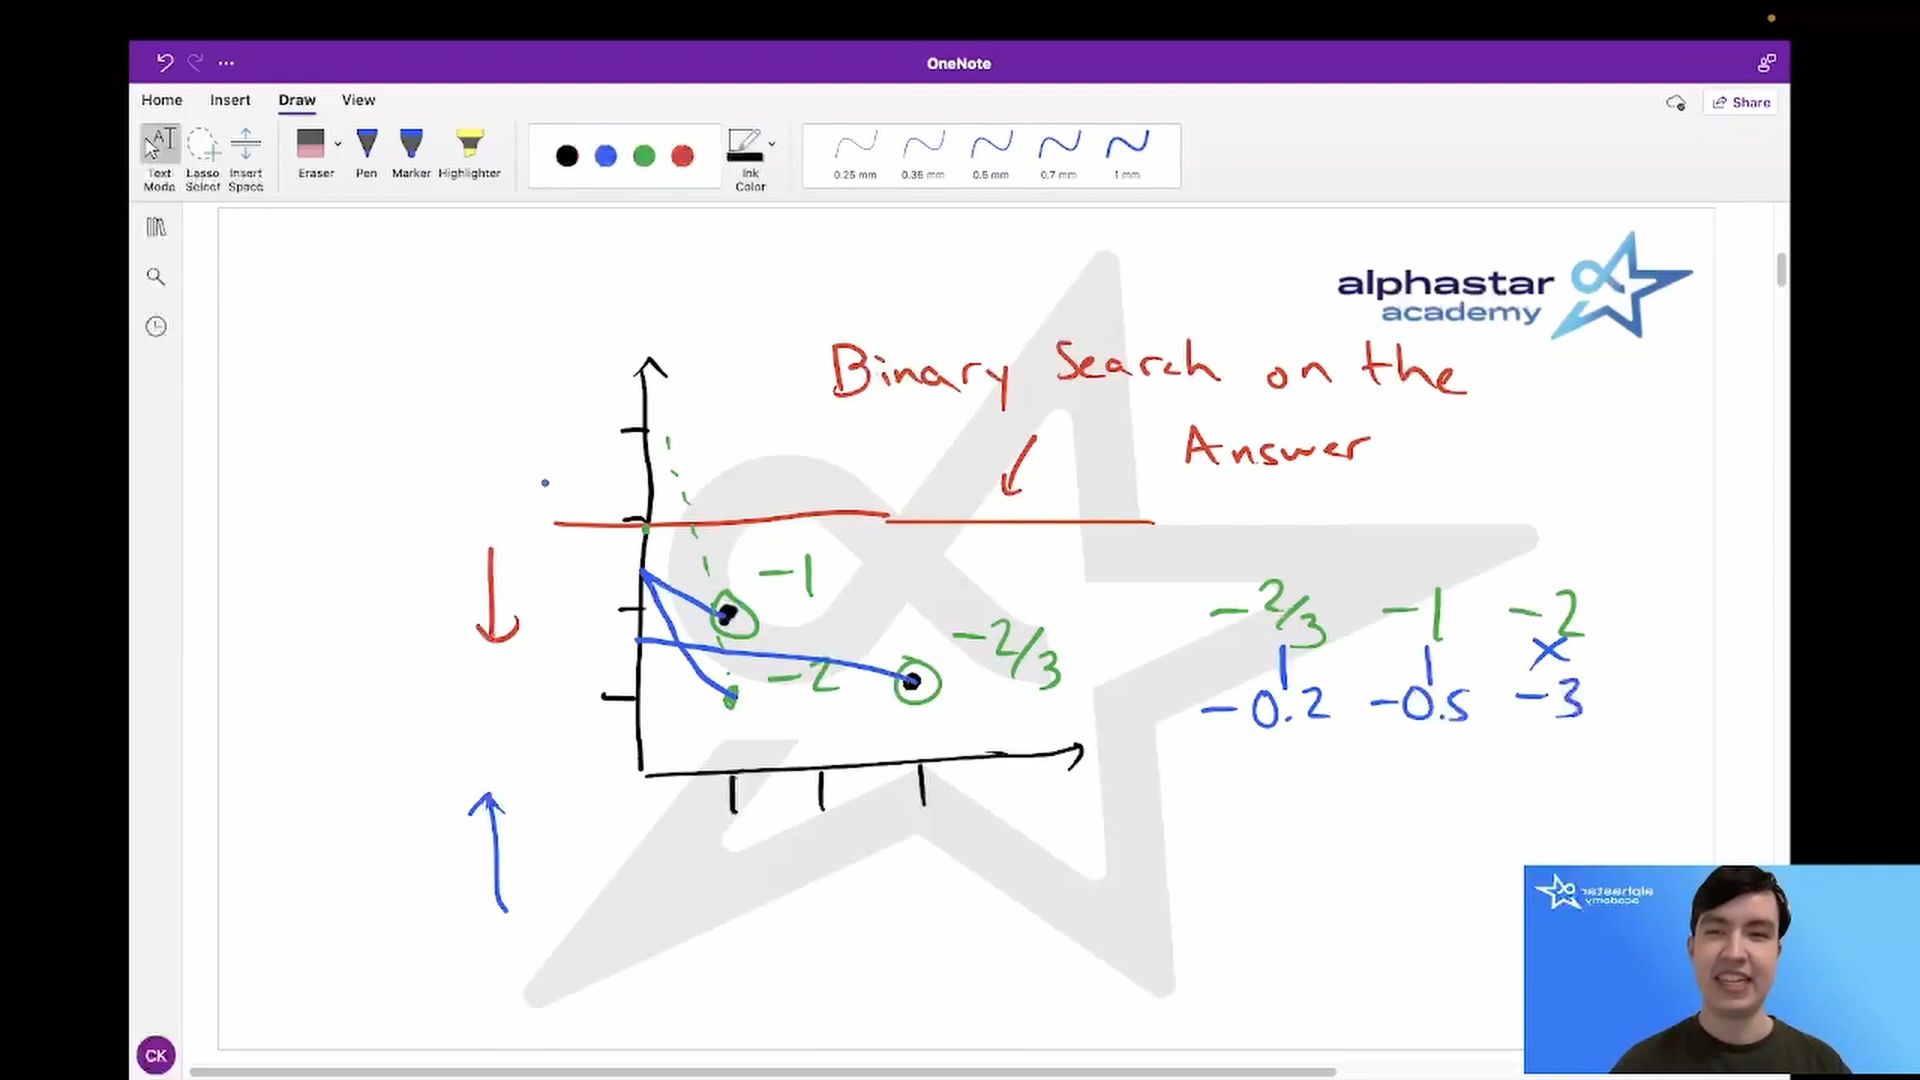 OneNote
Home Insert Draw View
Share
Text Mode
Lasso Select
Insert Space
Eraser
Pen
Marker
Highlighter
Ink Color
0.25 mm
0.35 mm
0.5 mm
0.7 mm
1 mm
alphastar
academy
Binary Search on the
Answer
-1
-2/3
-2
-2/3 -1 -2
-0.2 -0.5 -3
alphastar
academy
CK